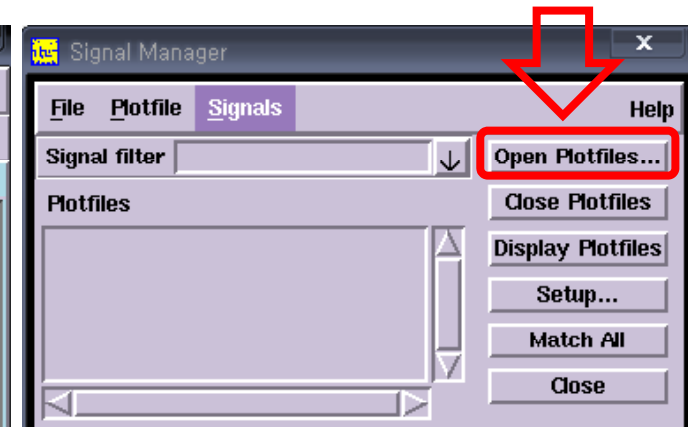 Signal Manager
x
File Plotfile Signals Help
Signal filter
Open Plotfiles...
Plotfiles
Close Plotfiles
Display Plotfiles
Setup...
Match All
Close